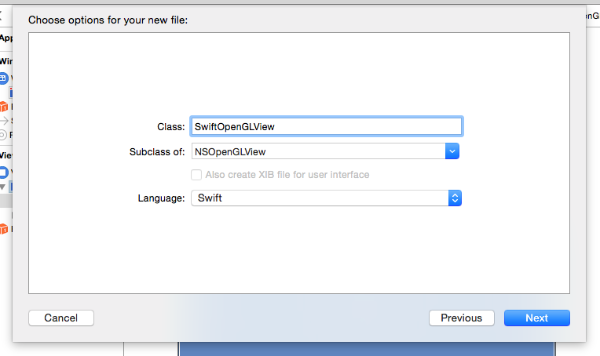 Choose options for your new file:
Class: SwiftOpenGLView
Subclass of: NSOpenGLView
Also create XIB file for user interface
Language: Swift
Cancel
Previous
Next